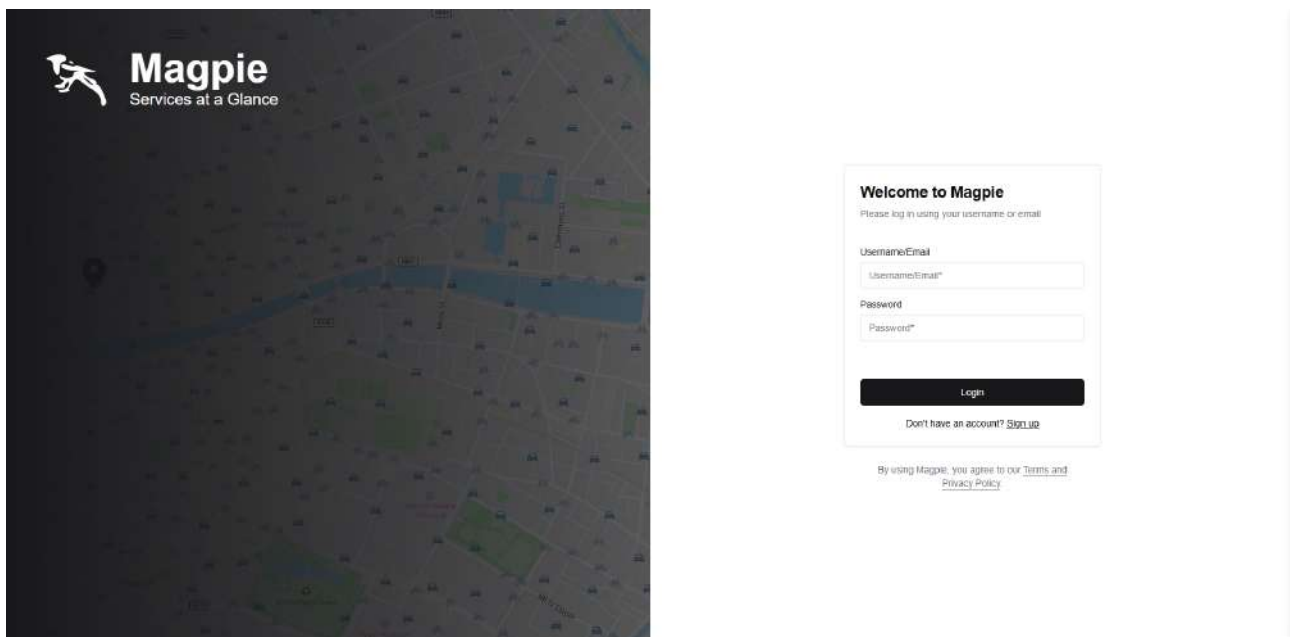 Magpie
Services at a Glance
Welcome to Magpie
Please log in using your username or email
Username/Email
Username/Email*
Password
Password*
Login
Don't have an account? Sign up
By using Magpie, you agree to our Terms and
Privacy Policy